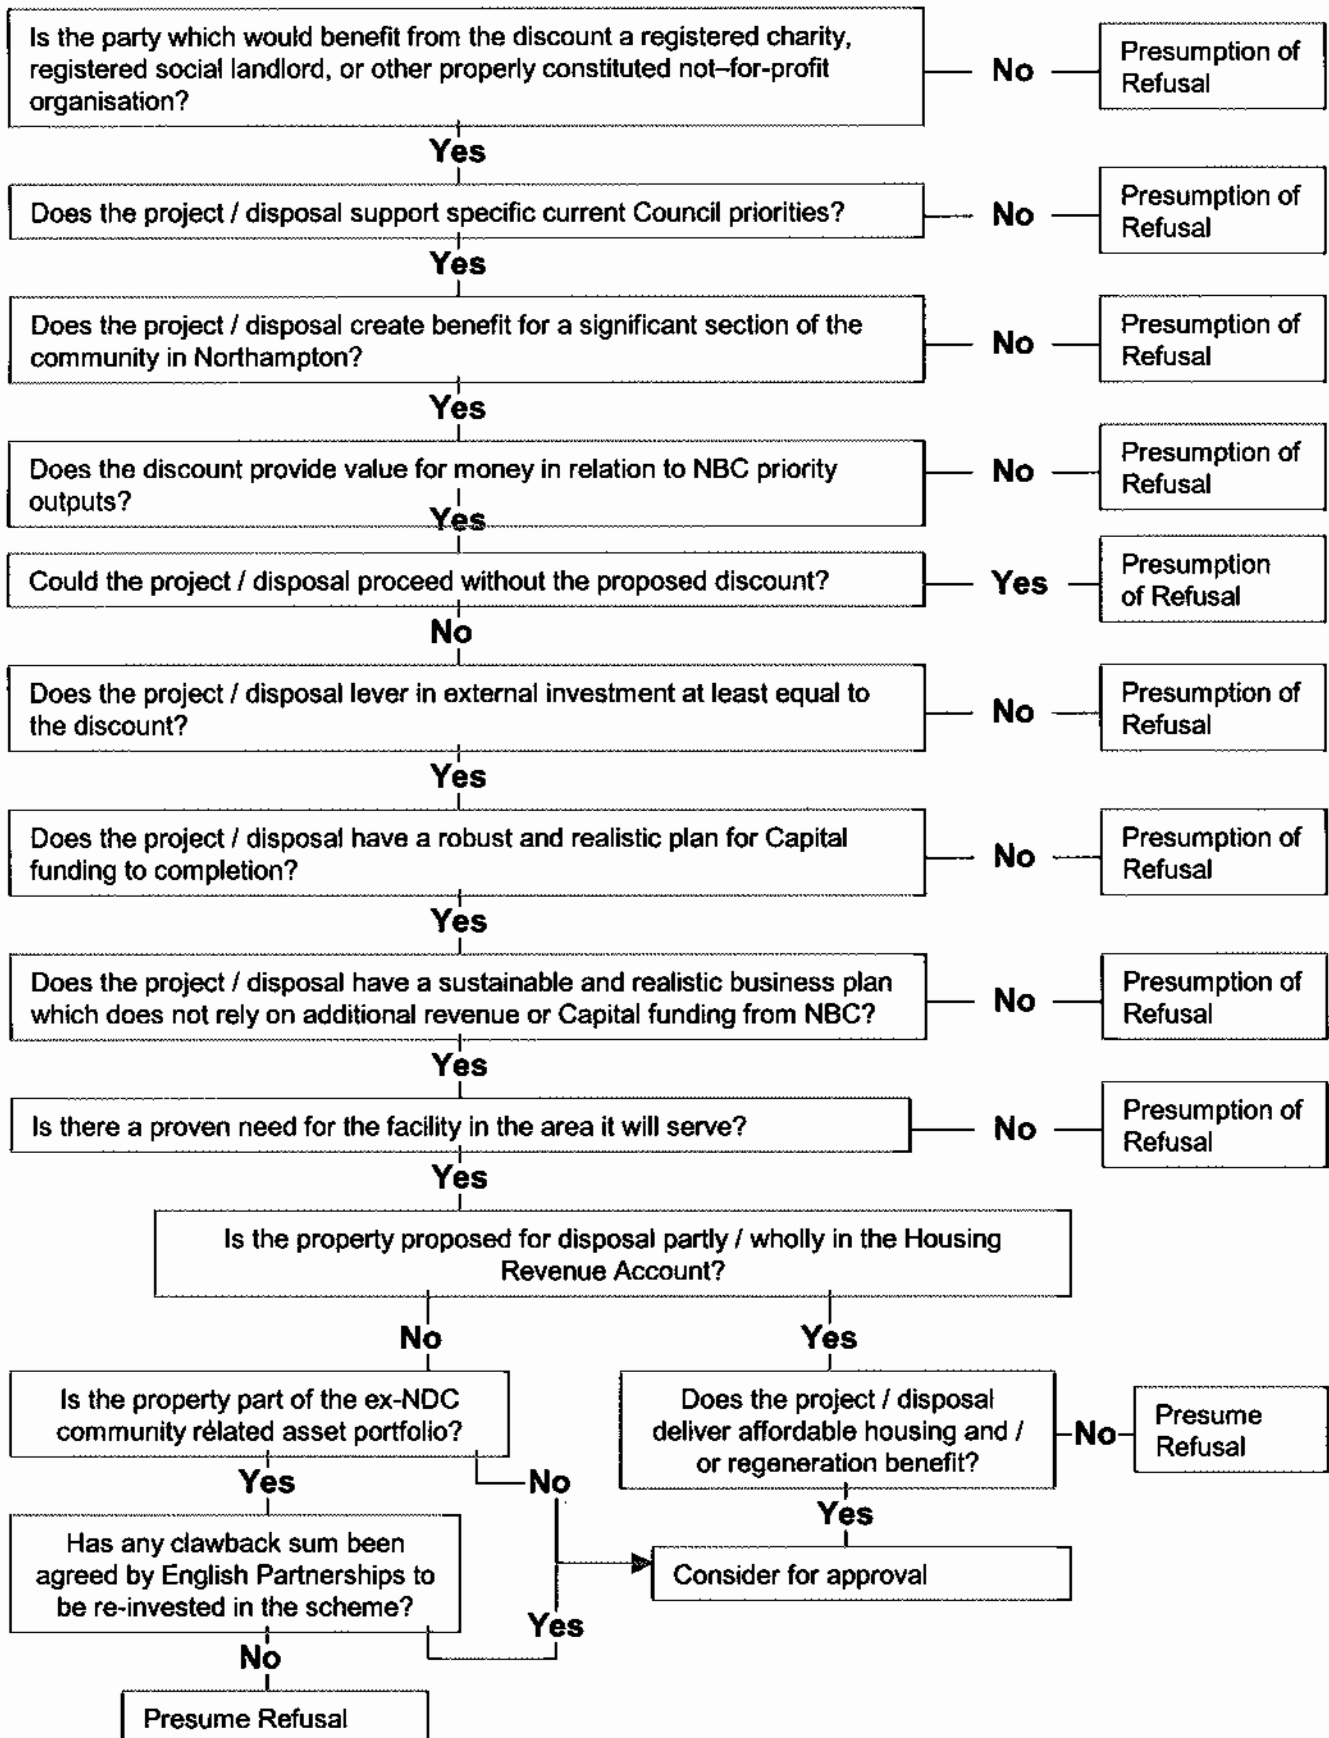 Is the party which would benefit from the discount a registered charity,
registered social landlord, or other properly constituted not–for-profit
organisation?
No
Presumption of
Refusal
Yes
Does the project / disposal support specific current Council priorities?
No
Presumption of
Refusal
Yes
Does the project / disposal create benefit for a significant section of the
community in Northampton?
No
Presumption of
Refusal
Yes
Does the discount provide value for money in relation to NBC priority
outputs?
No
Presumption of
Refusal
Yes
Could the project / disposal proceed without the proposed discount?
Yes
Presumption
of Refusal
No
Does the project / disposal lever in external investment at least equal to
the discount?
No
Presumption of
Refusal
Yes
Does the project / disposal have a robust and realistic plan for Capital
funding to completion?
No
Presumption of
Refusal
Yes
Does the project / disposal have a sustainable and realistic business plan
which does not rely on additional revenue or Capital funding from NBC?
No
Presumption of
Refusal
Yes
Is there a proven need for the facility in the area it will serve?
No
Presumption of
Refusal
Yes
Is the property proposed for disposal partly / wholly in the Housing
Revenue Account?
No
Yes
Is the property part of the ex-NDC
community related asset portfolio?
Does the project / disposal
deliver affordable housing and /
or regeneration benefit?
No
Presume
Refusal
Yes
No
Yes
Has any clawback sum been
agreed by English Partnerships to
be re-invested in the scheme?
Consider for approval
Yes
No
Presume Refusal